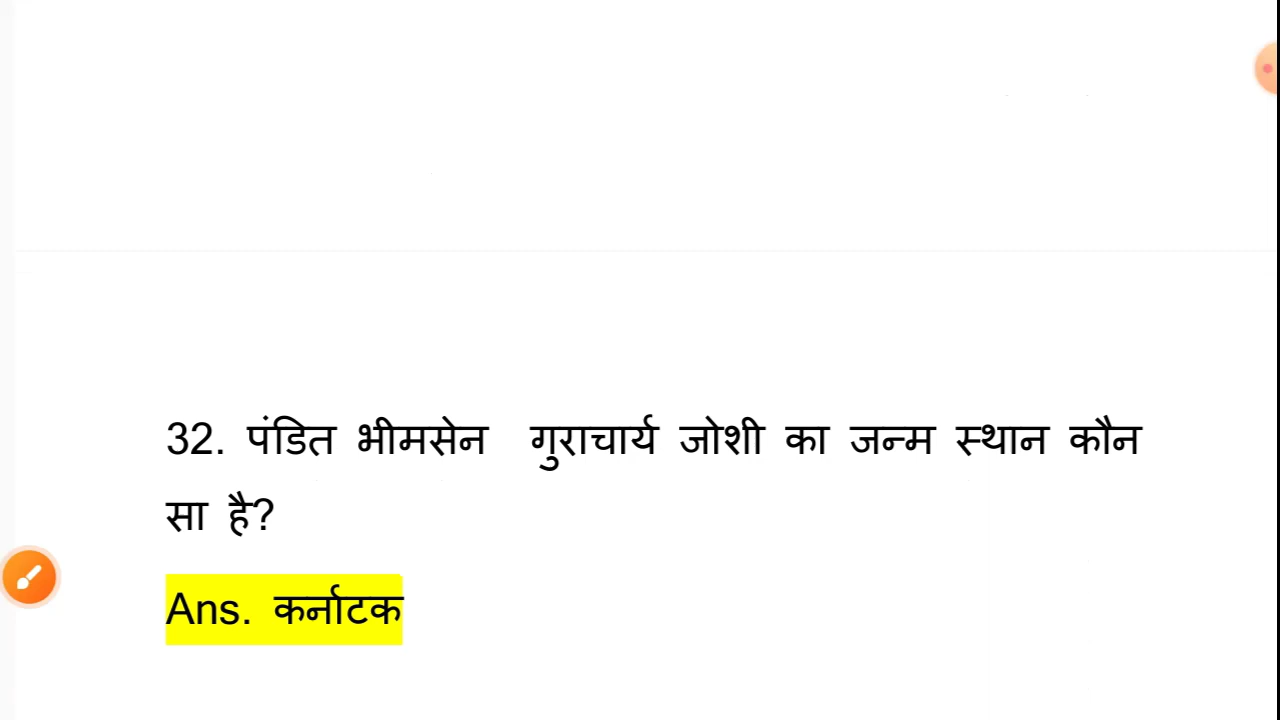 32. पंडित भीमसेन गुराचार्य जोशी का जन्म स्थान कौन
सा है?
Ans. कर्नाटक